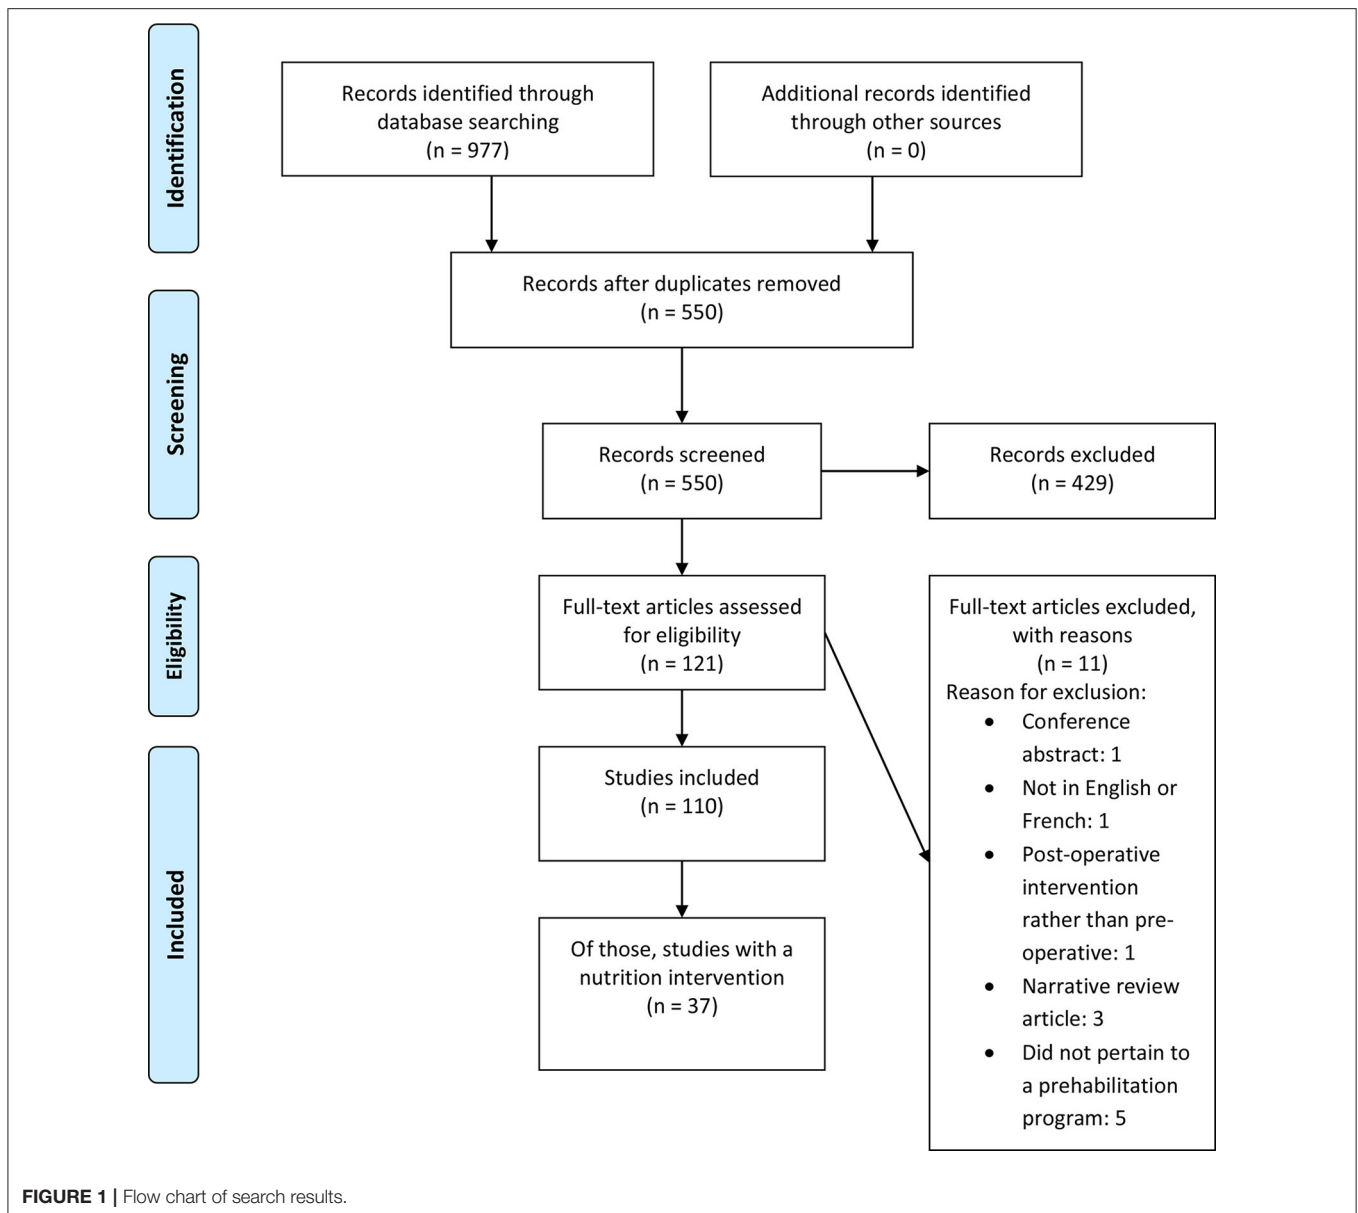 Identification
Records identified through
database searching
(n = 977)
Additional records identified
through other sources
(n = 0)
Records after duplicates removed
(n = 550)
Screening
Records screened
(n = 550)
Records excluded
(n = 429)
Eligibility
Full-text articles assessed
for eligibility
(n = 121)
Full-text articles excluded,
with reasons
(n = 11)
Reason for exclusion:
• Conference
abstract: 1
• Not in English or
French: 1
• Post-operative
intervention
rather than pre-
operative: 1
• Narrative review
article: 3
• Did not pertain to
a prehabilitation
program: 5
Included
Studies included
(n = 110)
Of those, studies with a
nutrition intervention
(n = 37)
FIGURE 1 | Flow chart of search results.